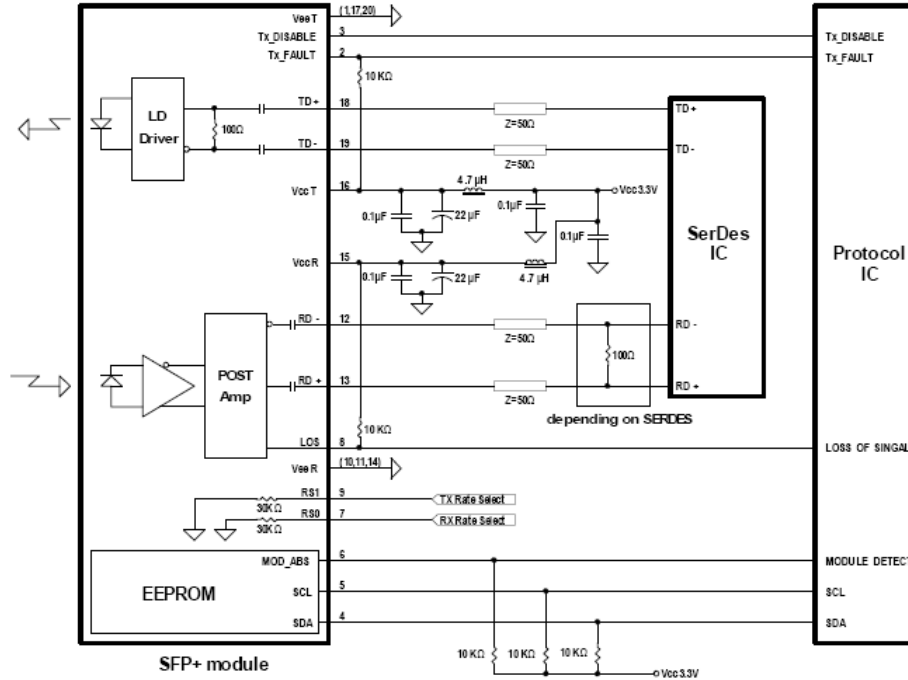 VeeT
(1,17,20)
Tx_DISABLE
3
Tx_DISABLE
Tx_FAULT
2
Tx_FAULT
10 KΩ
LD
Driver
100Ω
TD+
18
Z=50Ω
TD+
TD -
19
Z=50Ω
TD -
VccT
16
4.7 µH
Vcc3.3V
0.1µF
22 µF
0.1µF
0.1µF
SerDes
IC
Protocol
IC
VccR
15
0.1µF
22 µF
4.7 µH
RD -
12
Z=50Ω
RD -
100Ω
POST
Amp
RD +
13
Z=50Ω
RD +
depending on SERDES
10 KΩ
LOS
8
LOSS OF SINGAL
VeeR
(10,11,14)
RS1
9
TX Rate Select
30KΩ
RS0
7
RX Rate Select
30KΩ
MOD_ABS
6
MODULE DETECT
EEPROM
SCL
5
SCL
SDA
4
SDA
10 KΩ
10 KΩ
10 KΩ
Vcc3.3V
SFP+ module